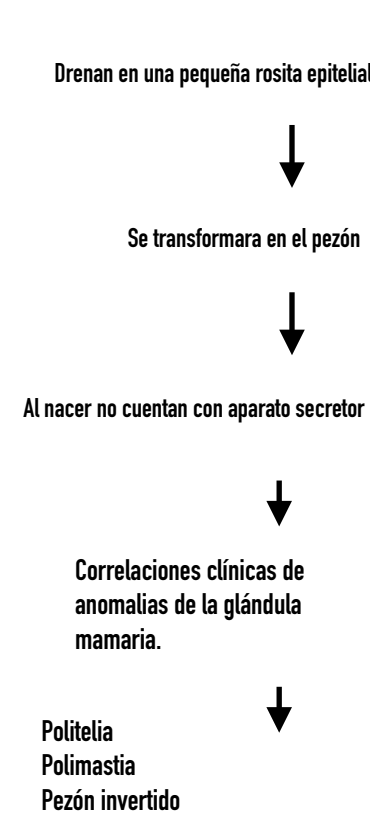 Drenan en una pequeña rosita epitelial
Se transformara en el pezón
Al nacer no cuentan con aparato secretor
Correlaciones clínicas de
anomalias de la glándula
mamaria.
Politelia
Polimastia
Pezón invertido